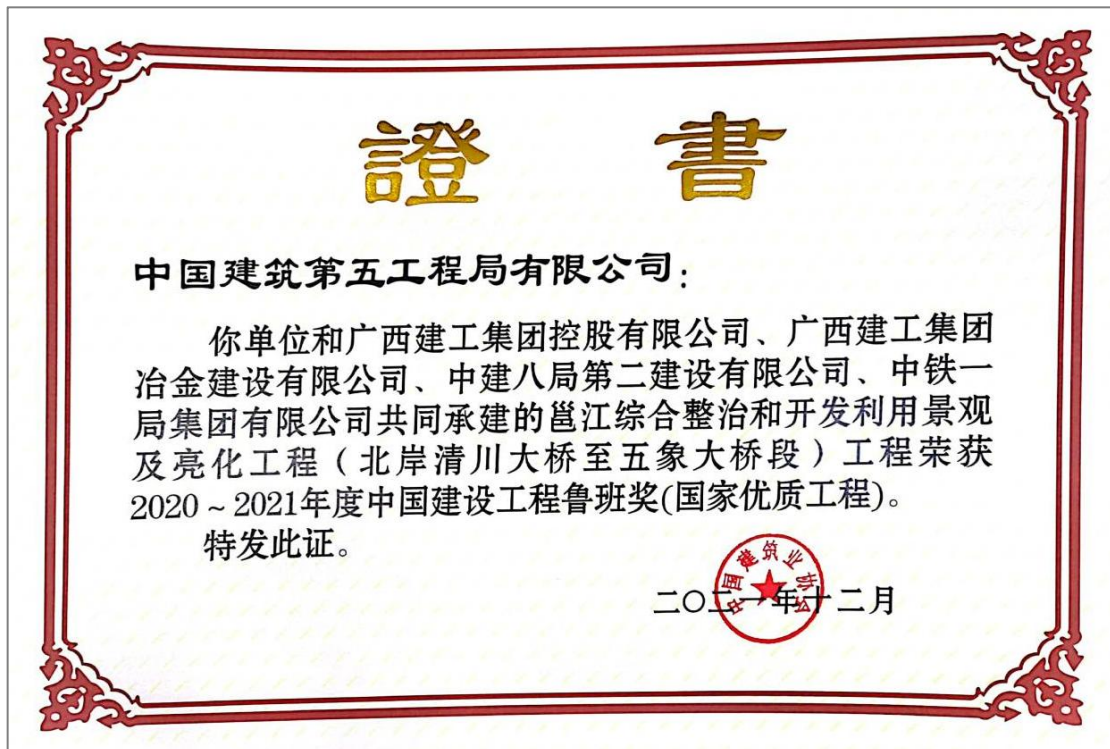 證 書
中国建筑第五工程局有限公司：
你单位和广西建工集团控股有限公司、广西建工集团
冶金建设有限公司、中建八局第二建设有限公司、中铁一
局集团有限公司共同承建的邕江综合整治和开发利用景观
及亮化工程（北岸清川大桥至五象大桥段）工程荣获
2020～2021年度中国建设工程鲁班奖(国家优质工程)。
特发此证。
中国建筑业协会
二〇二一年十二月